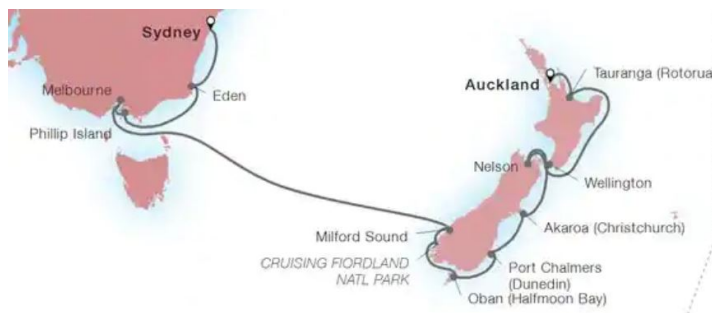 Sydney
Melbourne
Eden
Phillip Island
Auckland
Tauranga (Rotorua
Nelson
Wellington
Akaroa (Christchurch)
Milford Sound
CRUISING FIORDLAND
NATL PARK
Port Chalmers
(Dunedin)
Oban (Halfmoon Bay)